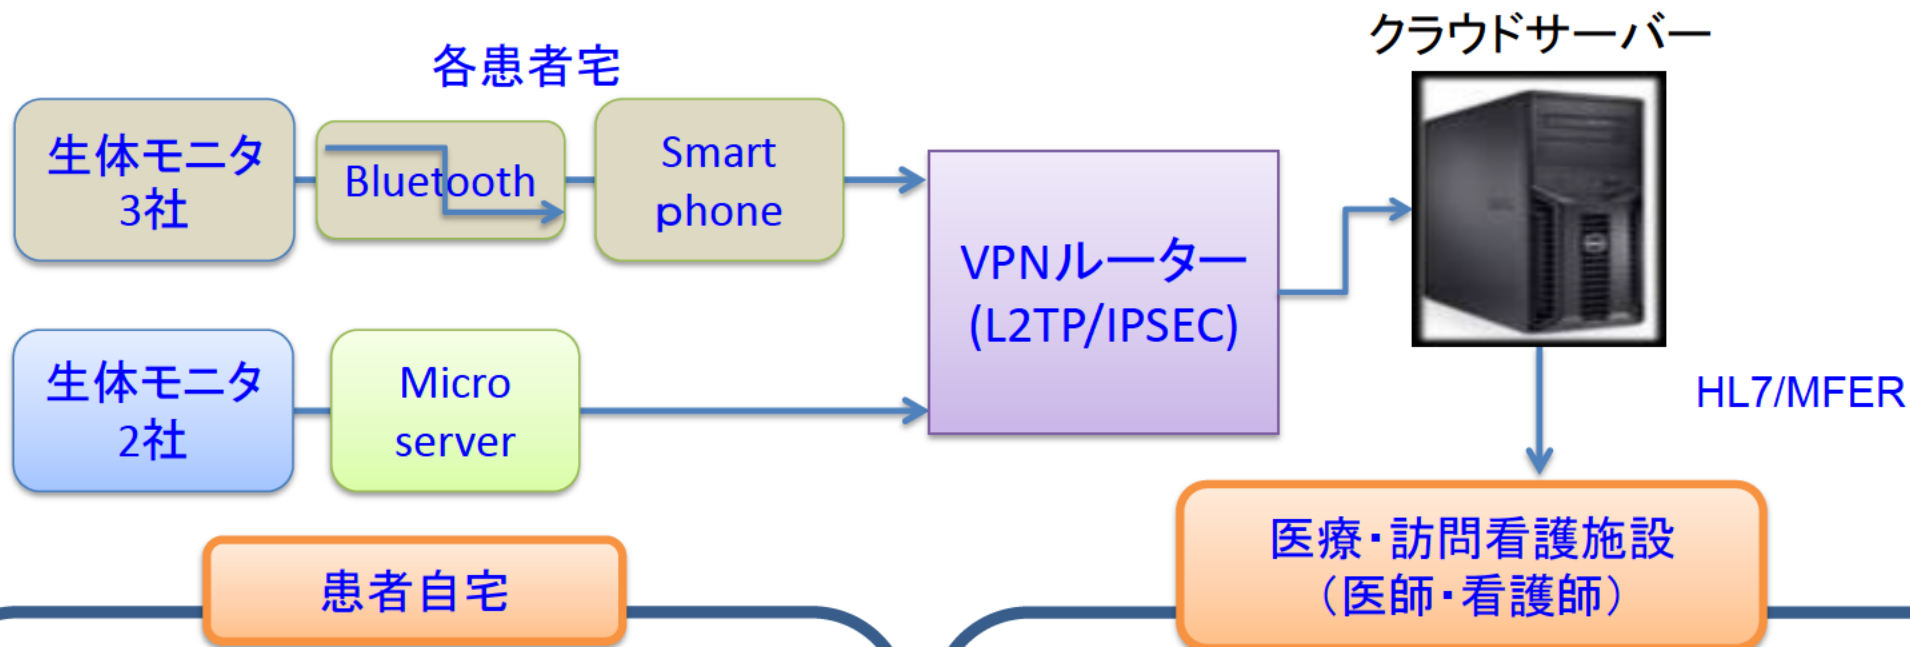 クラウドサーバー
各患者宅
生体モニタ
3社
Bluetooth
Smart
phone
VPNルーター
(L2TP/IPSEC)
生体モニタ
2社
Micro
server
HL7/MFER
患者自宅
医療・訪問看護施設
（医師・看護師）